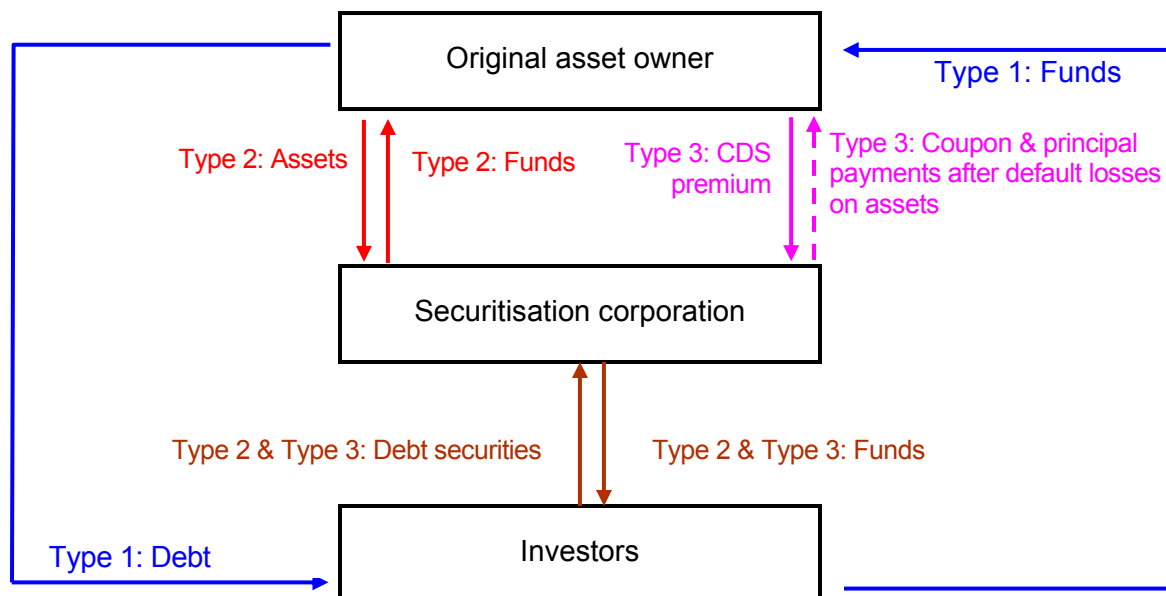 Original asset owner
Type 1: Funds
Type 2: Assets
Type 2: Funds
Type 3: CDS
premium
Type 3: Coupon & principal
payments after default losses
on assets
Securitisation corporation
Type 2 & Type 3: Debt securities
Type 2 & Type 3: Funds
Type 1: Debt
Investors